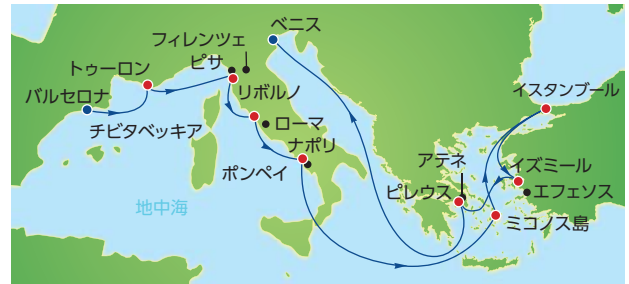 ベニス
フィレンツェ
ピサ
トゥーロン
リボルノ
バルセロナ
チビタベッキア
ローマ
ナポリ
ポンペイ
地中海
イスタンブール
アテネ
イズミール
エフェソス
ピレウス
ミコノス島